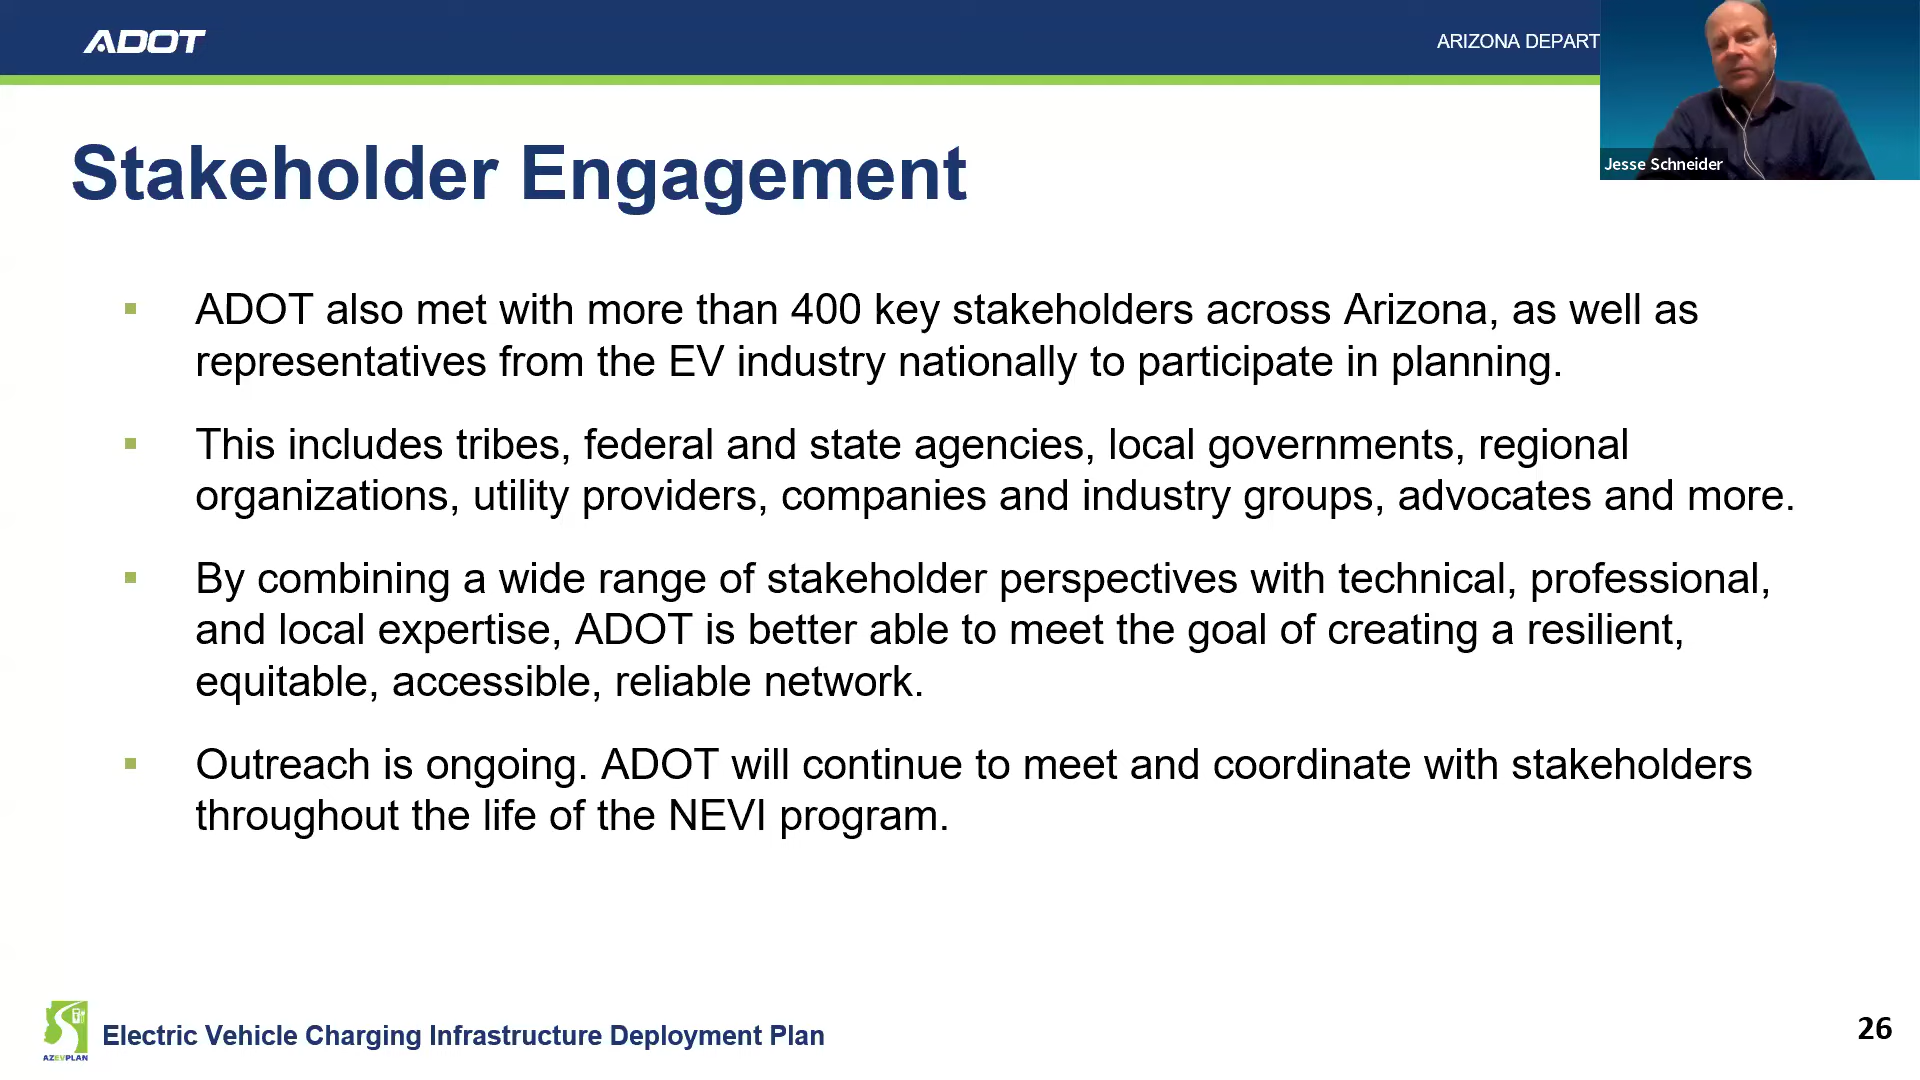 ADOT
ARIZONA DEPART
Jesse Schneider
Stakeholder Engagement
ADOT also met with more than 400 key stakeholders across Arizona, as well as
representatives from the EV industry nationally to participate in planning.
This includes tribes, federal and state agencies, local governments, regional
organizations, utility providers, companies and industry groups, advocates and more.
By combining a wide range of stakeholder perspectives with technical, professional,
and local expertise, ADOT is better able to meet the goal of creating a resilient,
equitable, accessible, reliable network.
Outreach is ongoing. ADOT will continue to meet and coordinate with stakeholders
throughout the life of the NEVI program.
AZEVPLAN
Electric Vehicle Charging Infrastructure Deployment Plan
26